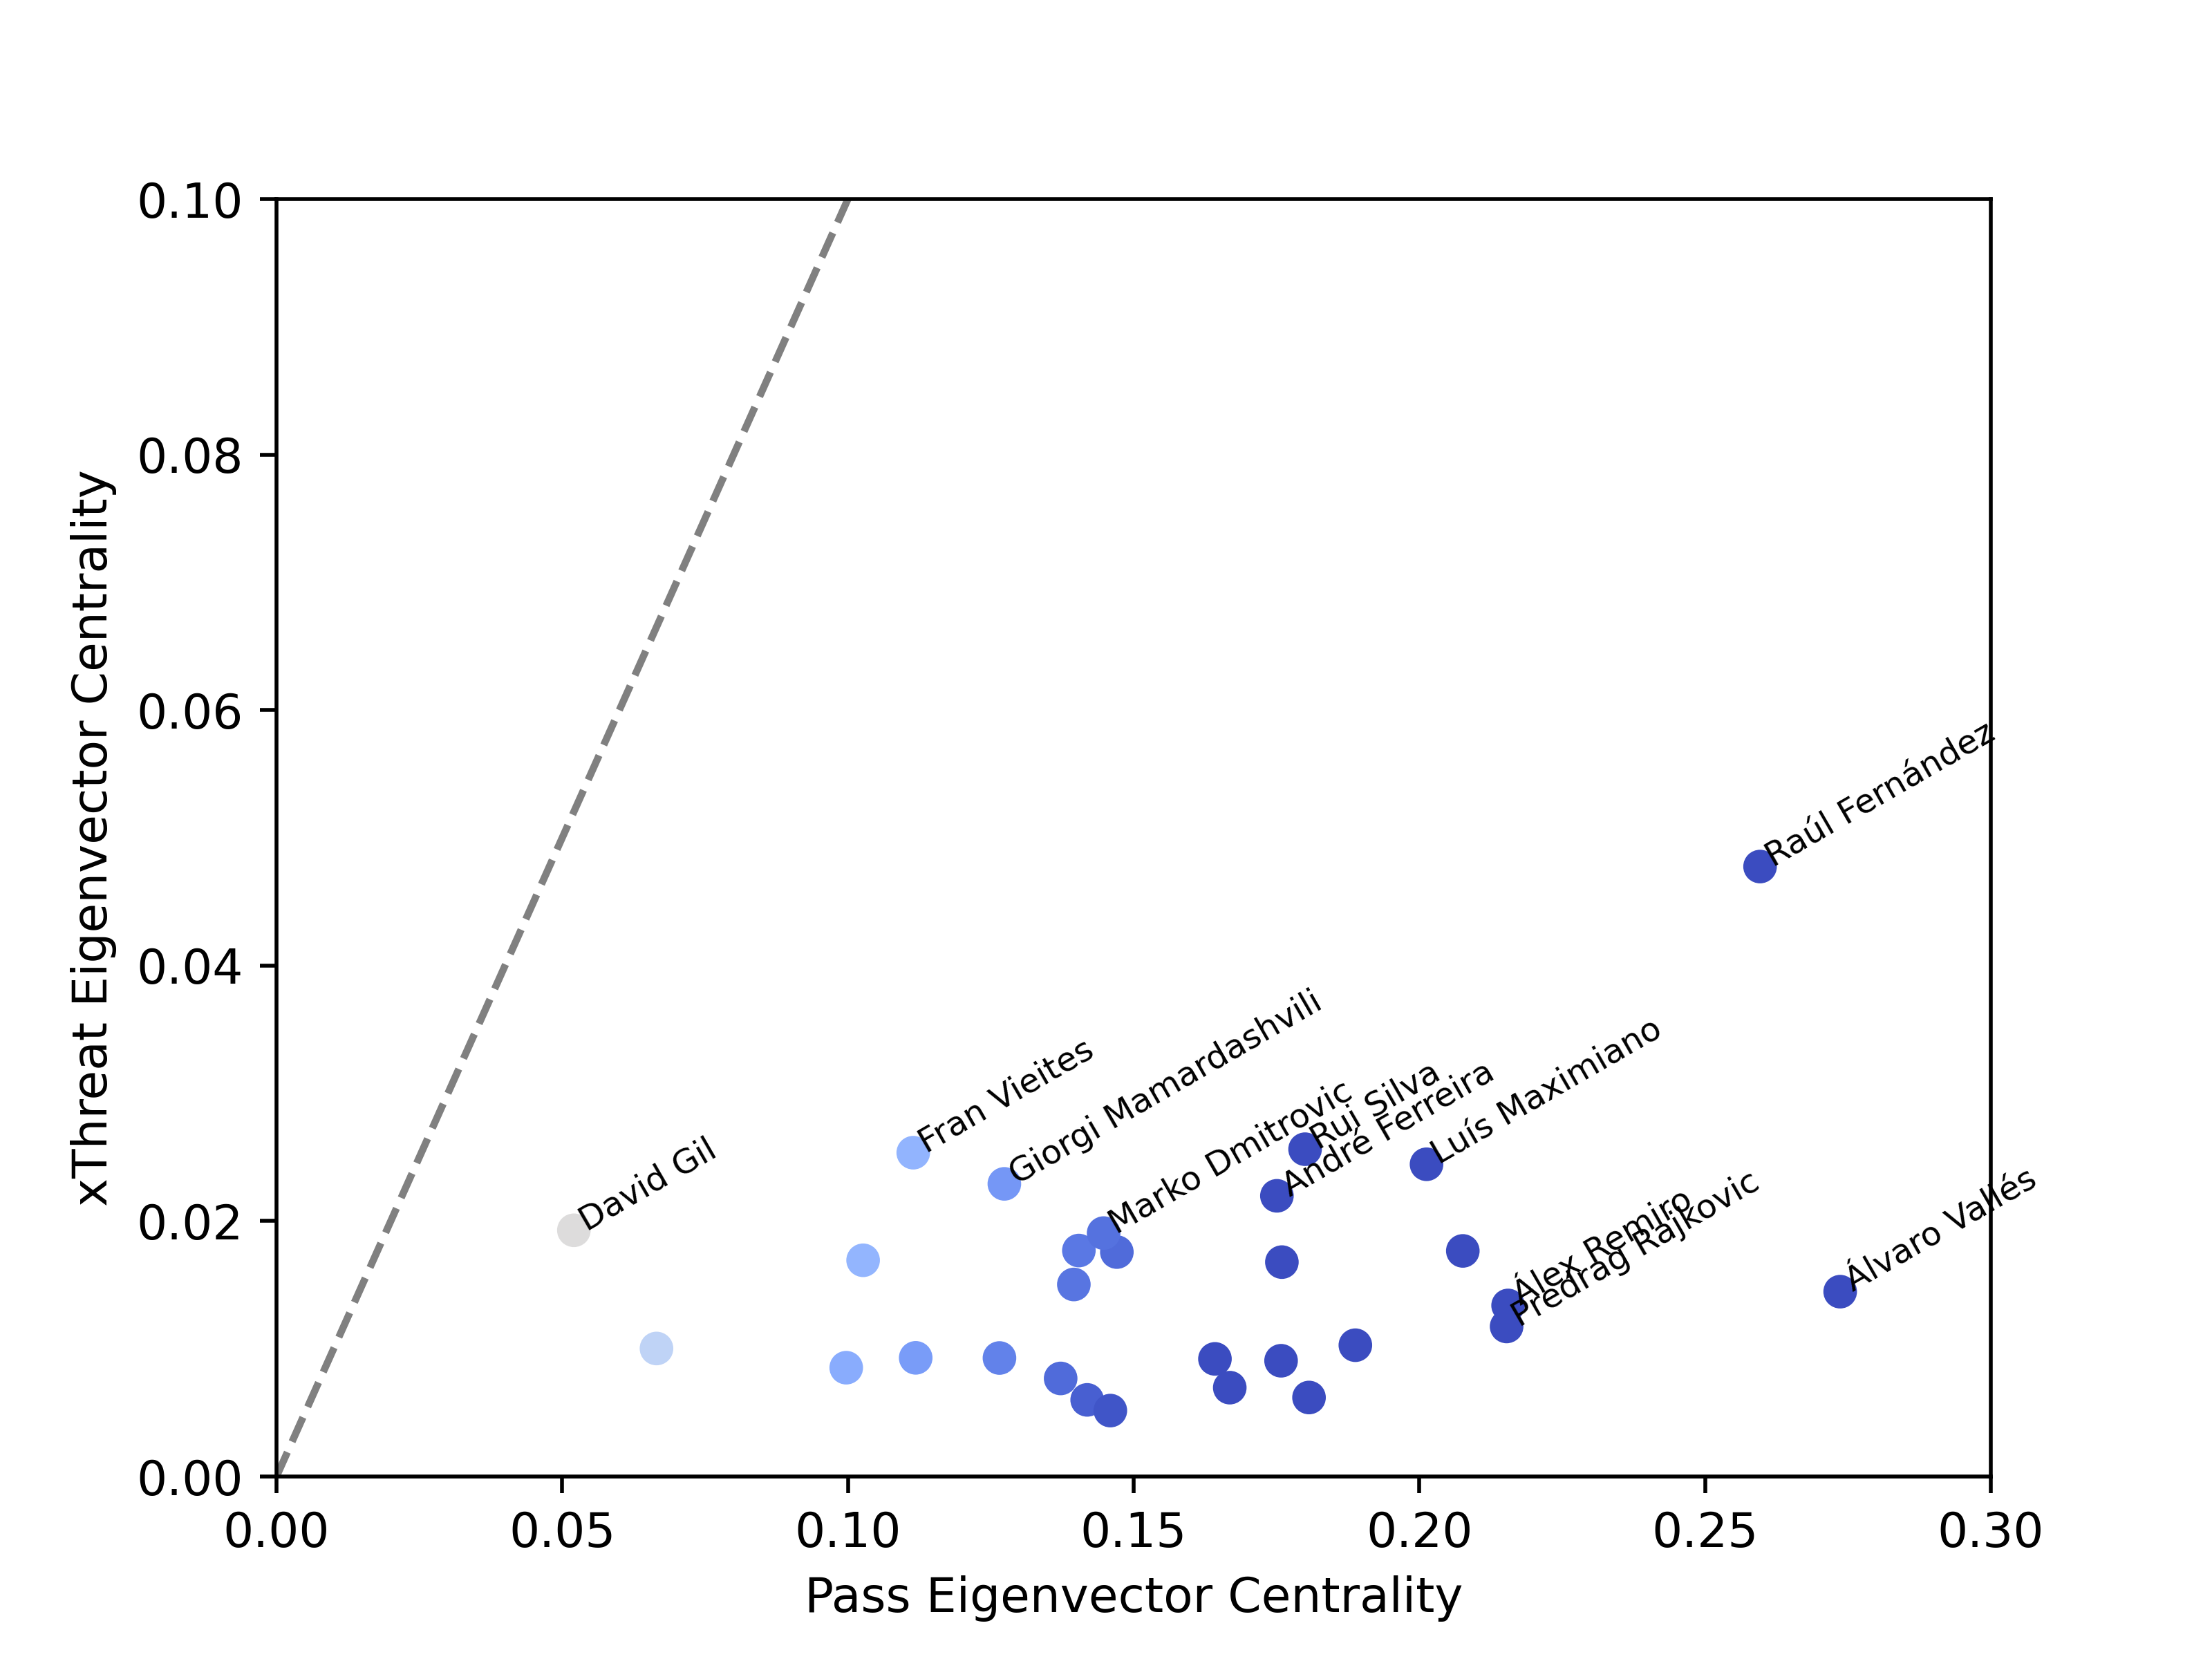 0.10
0.08
0.06
0.04
0.02
0.00
xThreat Eigenvector Centrality
Raúl Fernández
Fran Vieites
Giorgi Mamardashvili
Marko Dmitrovic
Rui Silva
André Ferreira
Luís Maximiano
David Gil
Álex Remiro
Predrag Rajkovic
Álvaro Vallés
0.00
0.05
0.10
0.15
0.20
0.25
0.30
Pass Eigenvector Centrality